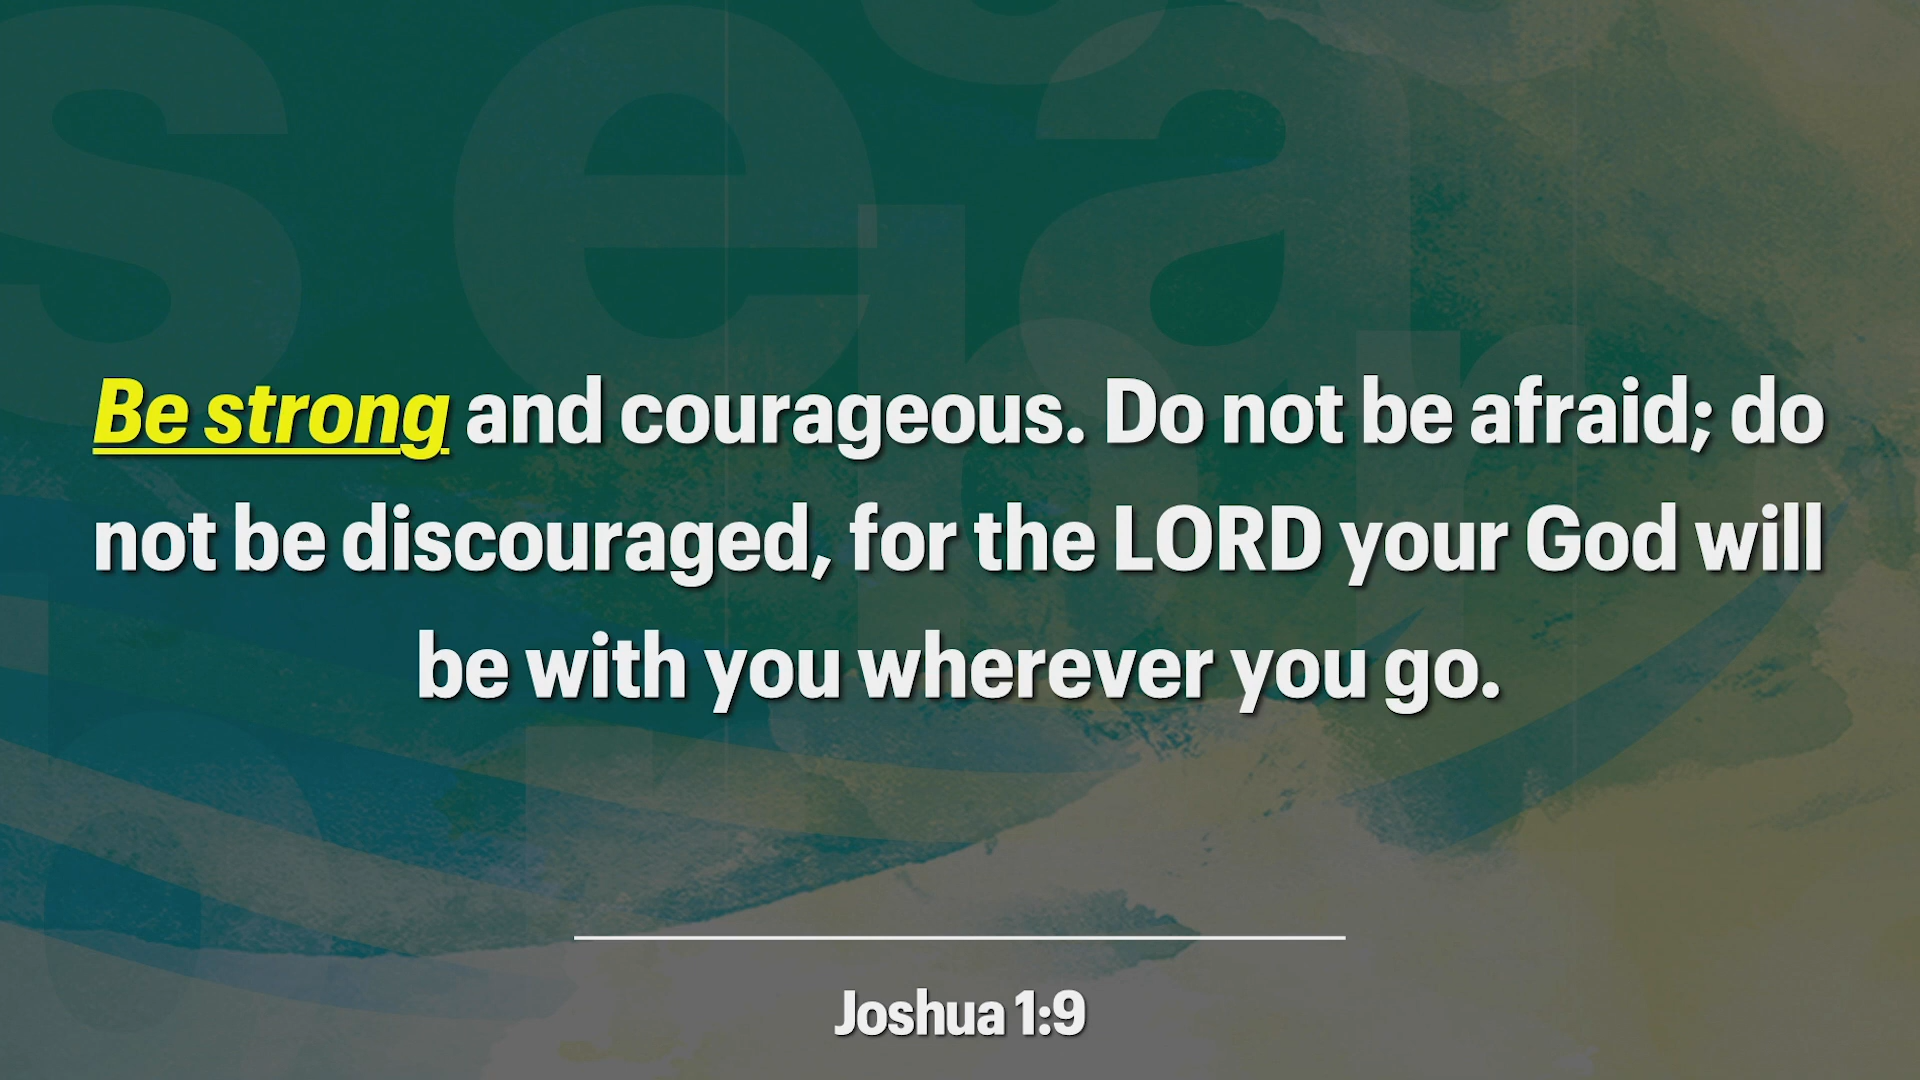 Be strong and courageous. Do not be afraid; do
not be discouraged, for the LORD your God will
be with you wherever you go.
Joshua 1:9